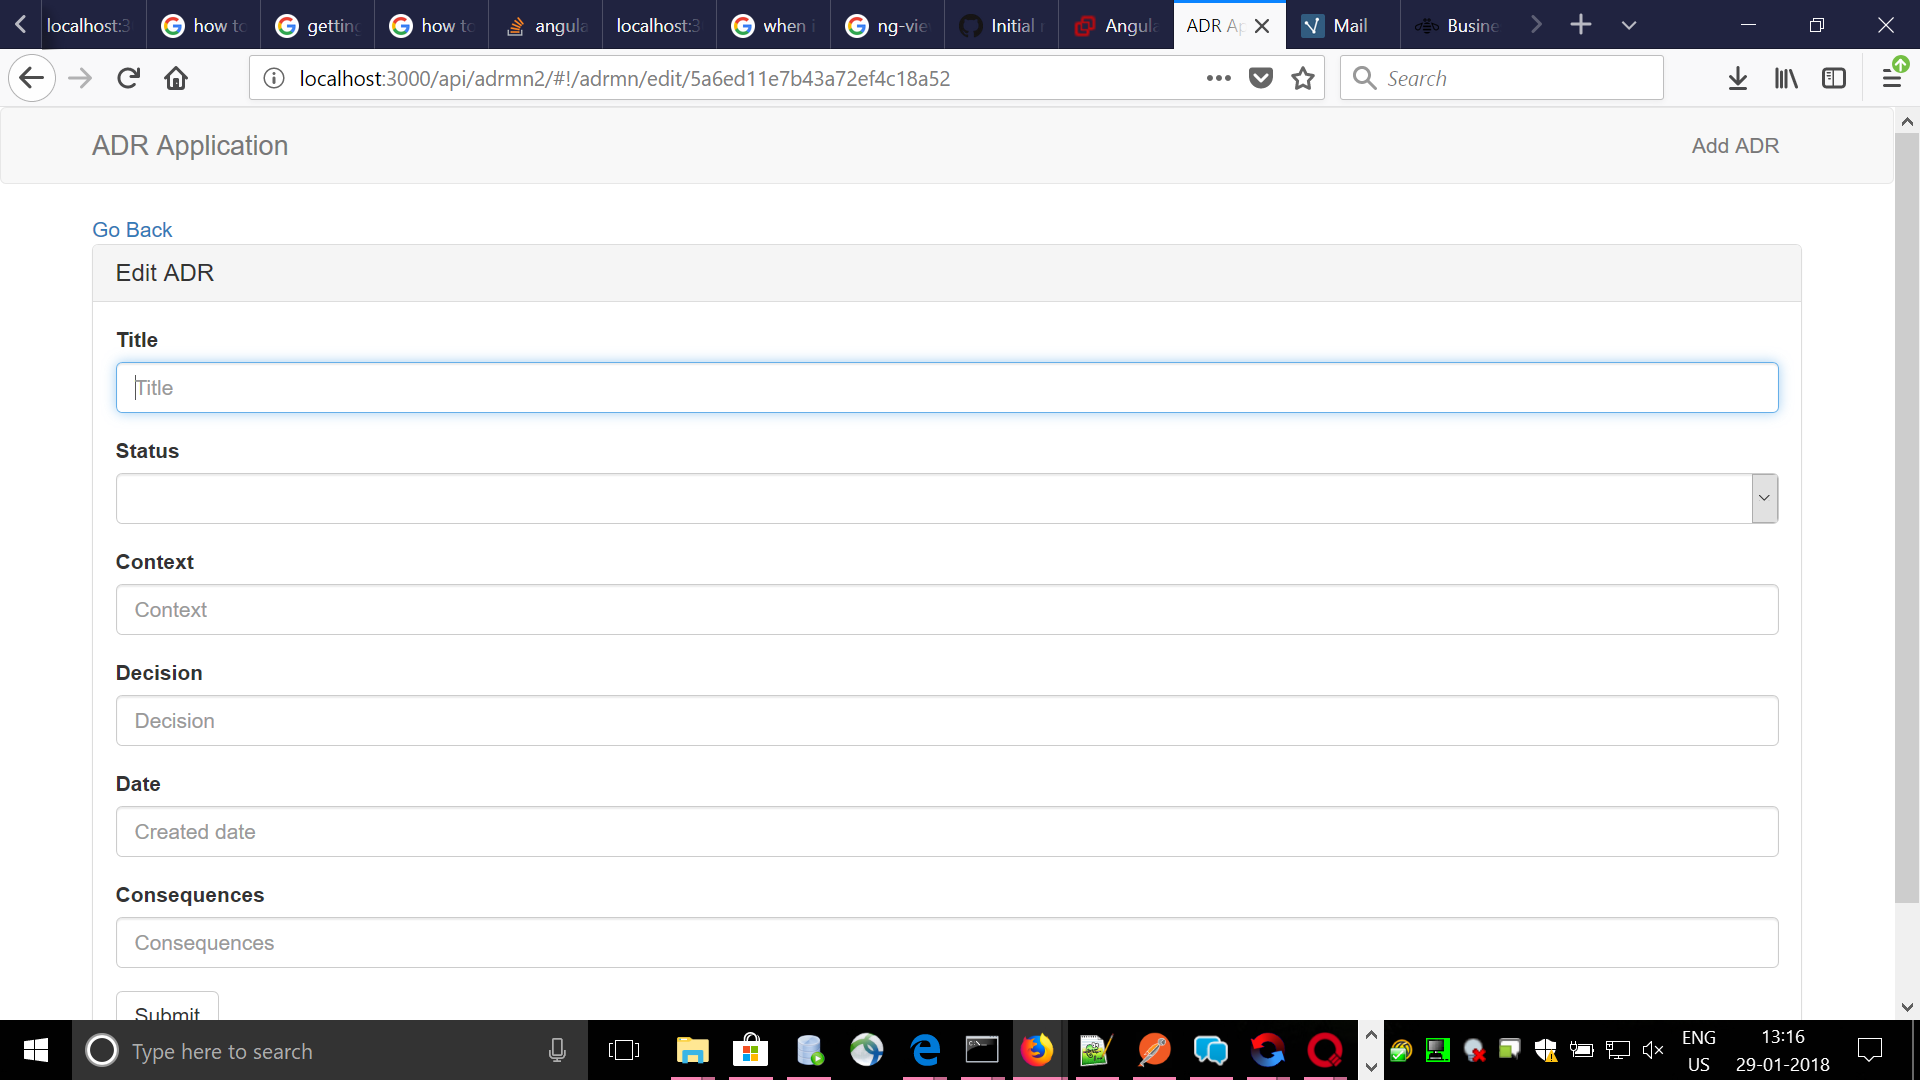 localhost:3
how to
getting
how to
angula
localhost:3
when i
ng-vie
Initial
Angula
ADR Ap
Mail
Busine
localhost:3000/api/adrmn2/#!/adrmn/edit/5a6ed11e7b43a72ef4c18a52
Search
ADR Application
Add ADR
Go Back
Edit ADR
Title
Title
Status
Context
Context
Decision
Decision
Date
Created date
Consequences
Consequences
Submit
Type here to search
ENG
US
13:16
29-01-2018